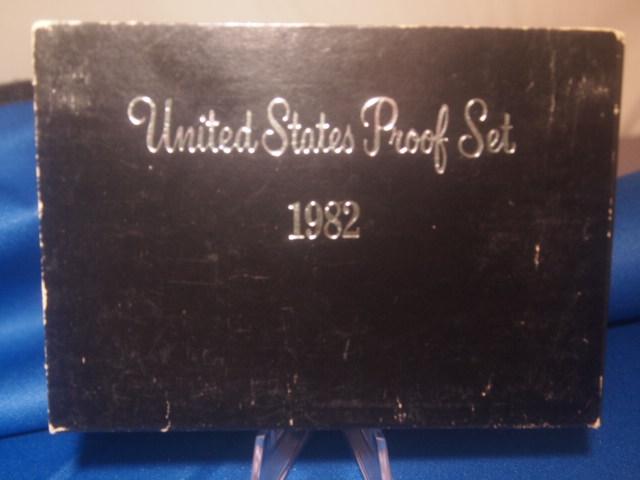 United States Proof Set
1982